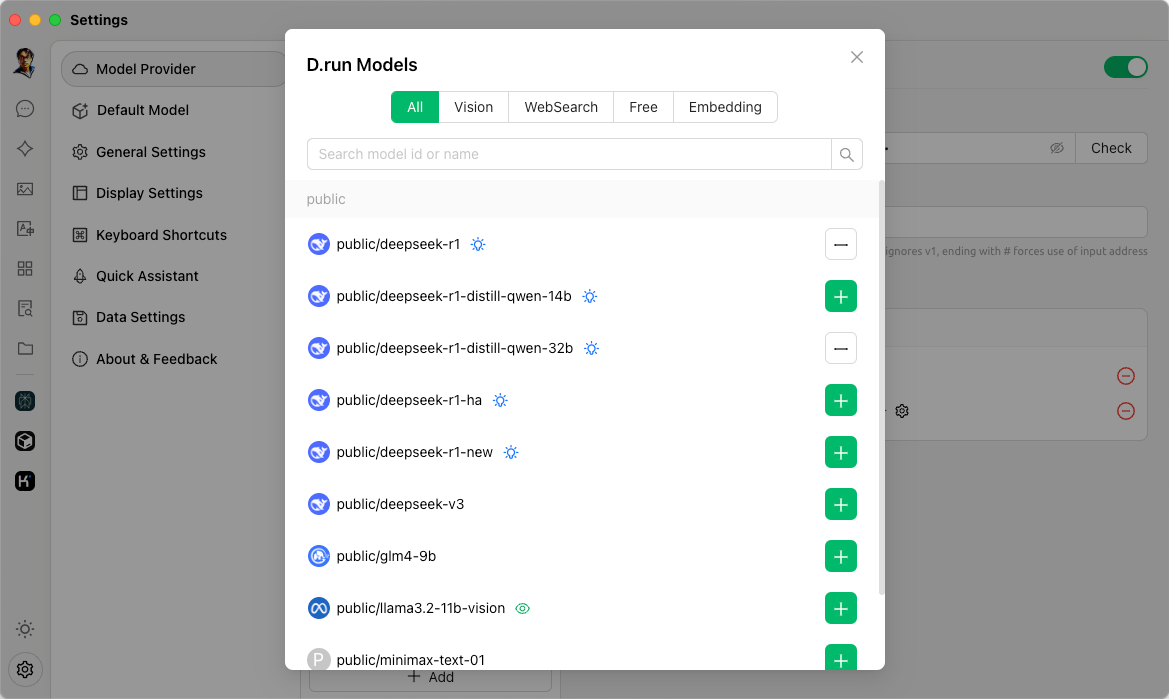 Settings
Model Provider
Default Model
General Settings
Display Settings
Keyboard Shortcuts
Quick Assistant
Data Settings
About & Feedback
D.run Models
All
Vision
WebSearch
Free
Embedding
Search model id or name
public
public/deepseek-r1
public/deepseek-r1-distill-qwen-14b
public/deepseek-r1-distill-qwen-32b
public/deepseek-r1-ha
public/deepseek-r1-new
public/deepseek-v3
public/glm4-9b
public/llama3.2-11b-vision
P public/minimax-text-01
Check
ignores v1, ending with # forces use of input address
Add